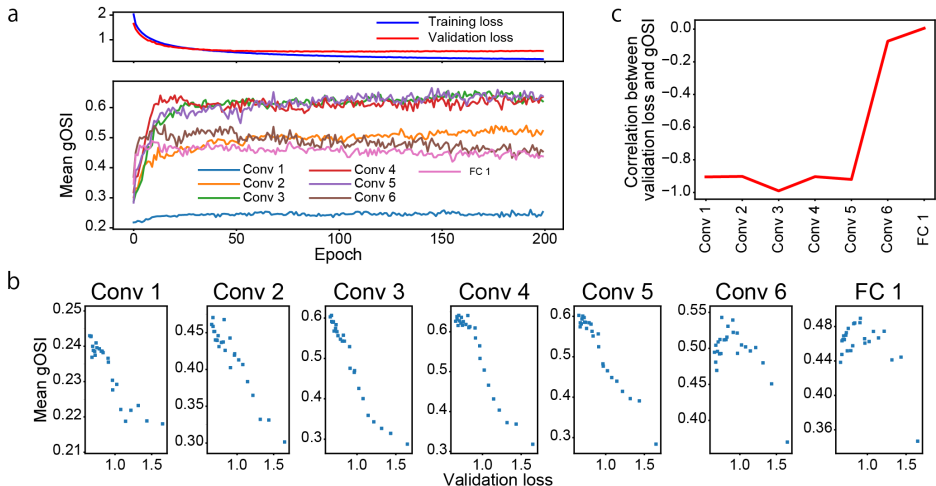 a
2
1
Training loss
Validation loss
0.6
0.5
0.4
0.3
0.2
Mean gOSI
Conv 1
Conv 2
Conv 3
Conv 4
Conv 5
Conv 6
FC 1
0
50
100
150
200
Epoch
c
0.0
−0.2
−0.4
−0.6
−0.8
−1.0
Correlation between
validation loss and gOSI
Conv 1
Conv 2
Conv 3
Conv 4
Conv 5
Conv 6
FC 1
b
Mean gOSI
Conv 1
0.25
0.24
0.23
0.22
0.21
1.0
1.5
Conv 2
0.45
0.40
0.35
0.30
1.0
1.5
Conv 3
0.6
0.5
0.4
0.3
1.0
1.5
Conv 4
0.6
0.5
0.4
0.3
1.0
1.5
Conv 5
0.6
0.5
0.4
0.3
1.0
1.5
Conv 6
0.55
0.50
0.45
0.40
1.0
1.5
FC 1
0.48
0.44
0.40
0.36
1.0
1.5
Validation loss